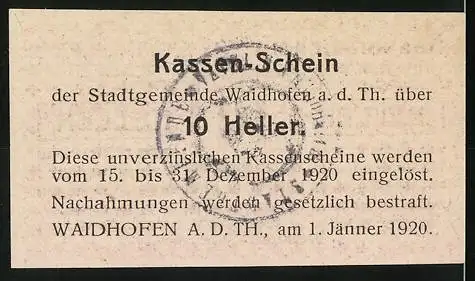 Kassen-Schein
der Stadtgemeinde Waidhofen a. d. Th. über
10 Heller.
Diese unverzinslichen Kassenscheine werden
vom 15. bis 31. Dezember 1920 eingelöst.
Nachahmungen werden gesetzlich bestraft.
WAIDHOFEN A. D. TH., am 1. Jänner 1920.